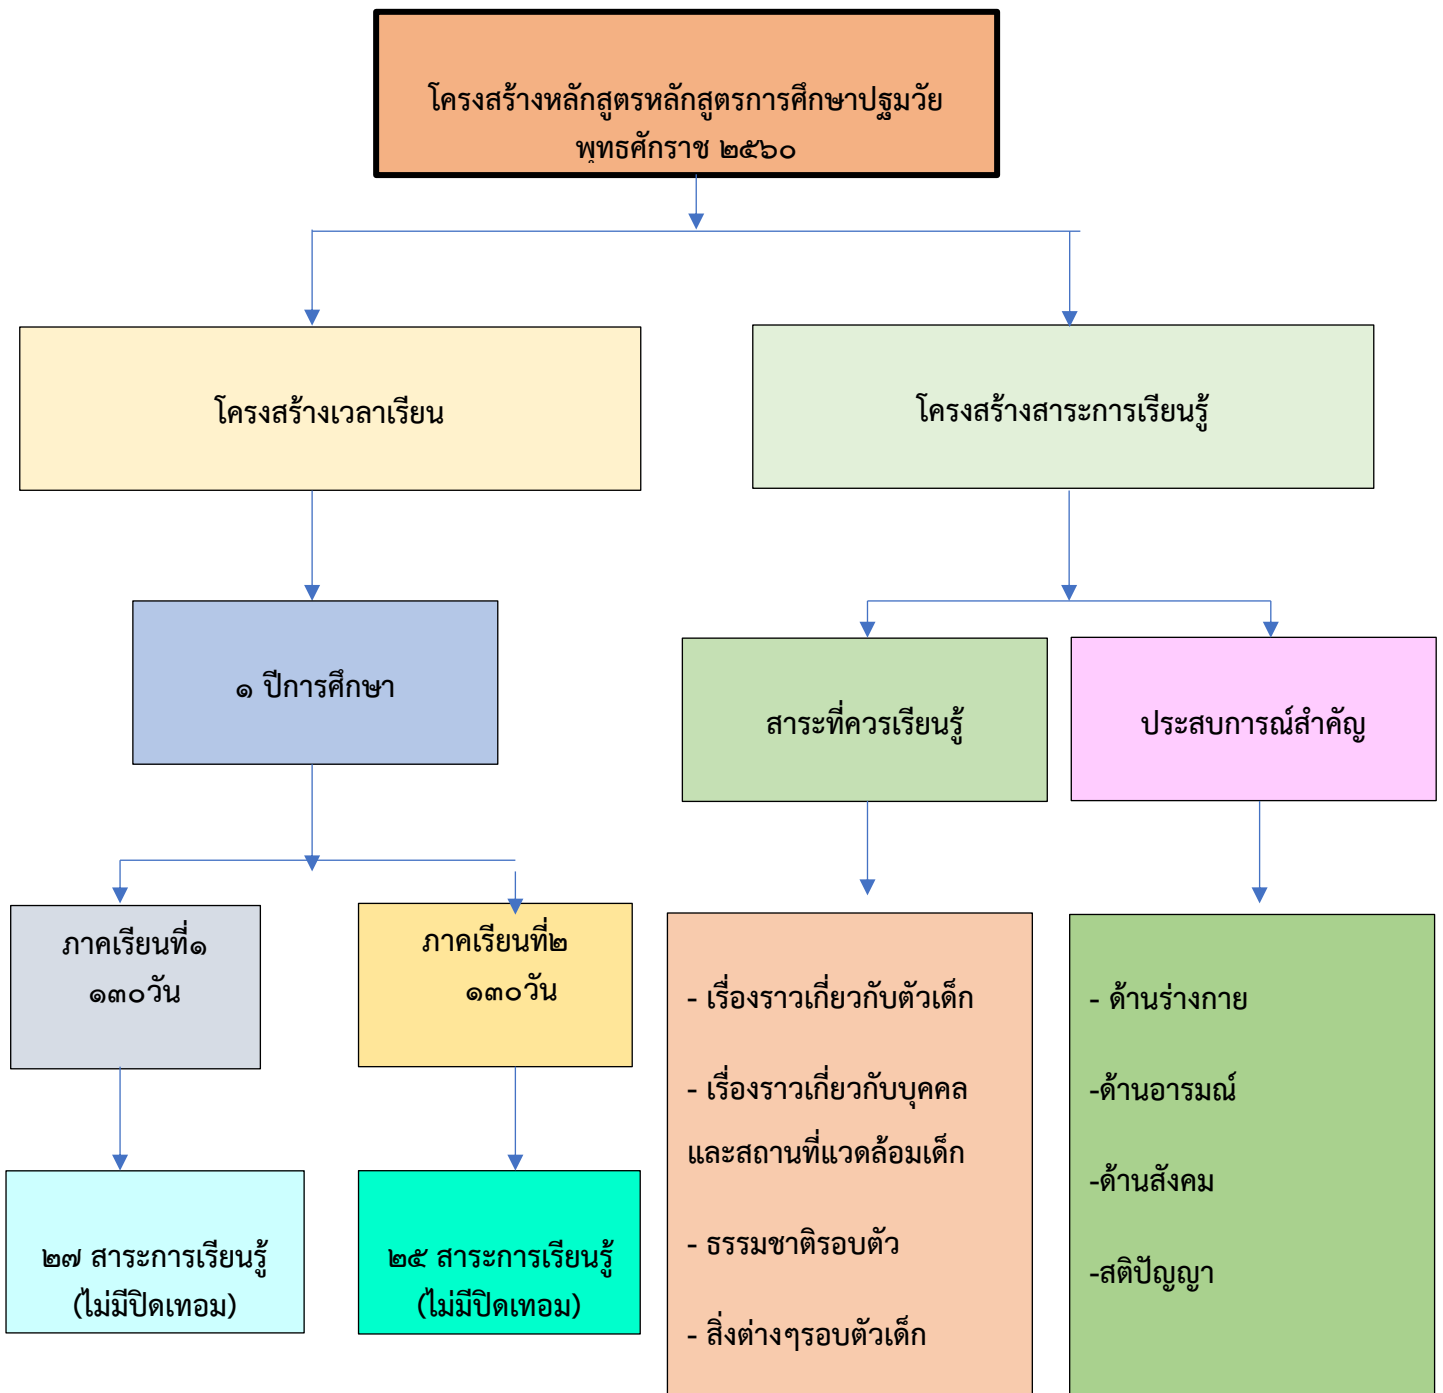 โครงสร้างหลักสูตรหลักสูตรการศึกษาปฐมวัย
พุทธศักราช ๒๕๖๐
โครงสร้างเวลาเรียน
โครงสร้างสาระการเรียนรู้
๑ ปีการศึกษา
สาระที่ควรเรียนรู้
ประสบการณ์สำคัญ
ภาคเรียนที่๑
๑๓๐วัน
ภาคเรียนที่๒
๑๓๐วัน
๒๗ สาระการเรียนรู้
(ไม่มีปิดเทอม)
๒๕ สาระการเรียนรู้
(ไม่มีปิดเทอม)
- เรื่องราวเกี่ยวกับตัวเด็ก
- เรื่องราวเกี่ยวกับบุคคล
และสถานที่แวดล้อมเด็ก
- ธรรมชาติรอบตัว
- สิ่งต่างๆรอบตัวเด็ก
- ด้านร่างกาย
-ด้านอารมณ์
-ด้านสังคม
-สติปัญญา